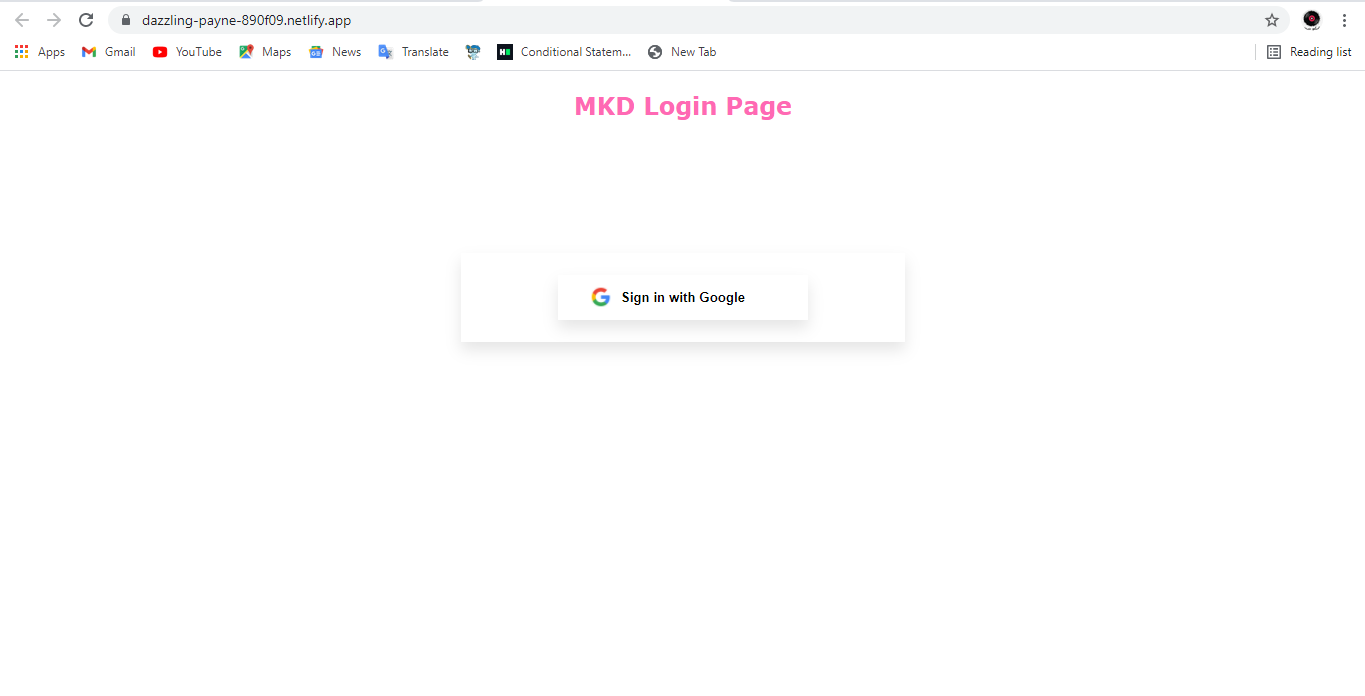 dazzling-payne-890f09.netlify.app
Apps Gmail YouTube Maps News Translate Conditional Statem... New Tab Reading list
MKD Login Page
Sign in with Google